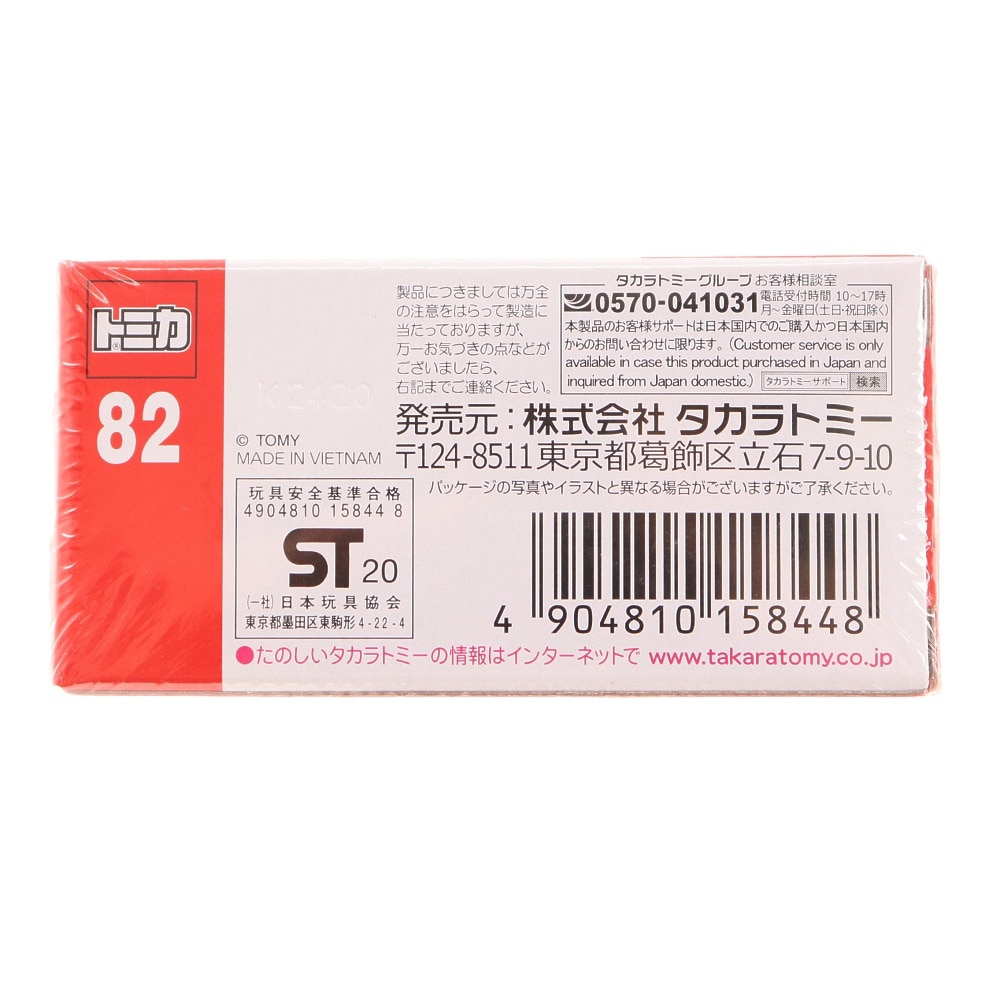 トミカ
®
82
製品につきましては万全
の注意をはらって製造に
当たっておりますが、
万一お気づきの点などが
ございましたら、
右記までご連絡ください。
タカラトミーグループ お客様相談室
0570-041031
電話受付時間 10〜17時
月〜金曜日(土日・祝日除く)
本製品のお客様サポートは日本国内でのご購入かつ日本国内
からのお問い合わせに限ります。(Customer service is only
available in case this product purchased in Japan and
inquired from Japan domestic.) タカラトミーサポート 検索
発売元：株式会社 タカラトミー
〒124-8511東京都葛飾区立石7-9-10
パッケージの写真やイラストと異なる場合がございますがご了承ください。
© TOMY
MADE IN VIETNAM
玩具安全基準合格
4904810 15844 8
ST 20
(一社)日本玩具協会
東京都墨田区東駒形4-22-4
4 904810 158448
●たのしいタカラトミーの情報はインターネットで www.takaratomy.co.jp